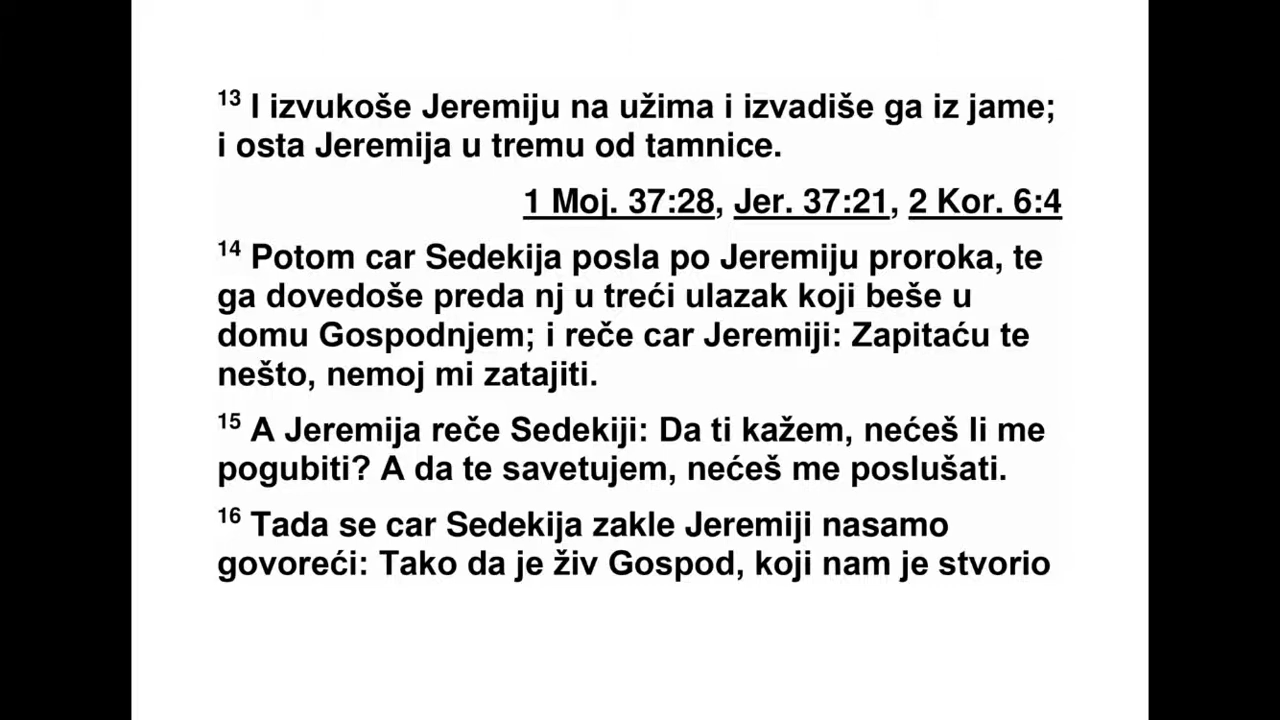 13 I izvukoše Jeremiju na užima i izvadiše ga iz jame;
i osta Jeremija u tremu od tamnice.
1 Moj. 37:28, Jer. 37:21, 2 Kor. 6:4
14 Potom car Sedekija posla po Jeremiju proroka, te
ga dovedoše preda nj u treći ulazak koji beše u
domu Gospodnjem; i reče car Jeremiji: Zapitaću te
nešto, nemoj mi zatajiti.
15 A Jeremija reče Sedekiji: Da ti kažem, nećeš li me
pogubiti? A da te savetujem, nećeš me poslušati.
16 Tada se car Sedekija zakle Jeremiji nasamo
govoreći: Tako da je živ Gospod, koji nam je stvorio